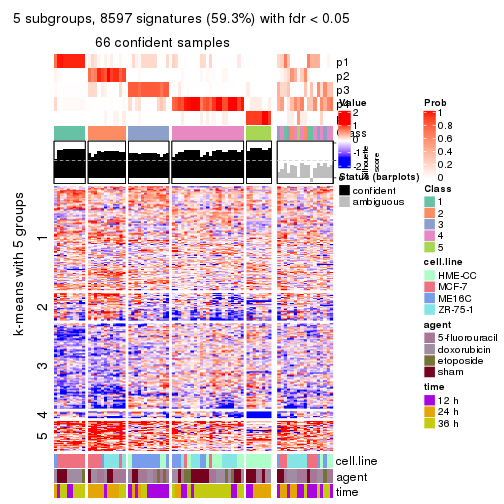 5 subgroups, 8597 signatures (59.3%) with fdr < 0.05
66 confident samples
p1
p2
p3
Value
2
1
0
-1
-2
Silhouette
score
Status (barplots)
confident
ambiguous
k-means with 5 groups
1
2
3
4
5
cell.line
agent
time
Prob
1
0.8
0.6
0.4
0.2
0
Class
1
2
3
4
5
cell.line
HME-CC
MCF-7
ME16C
ZR-75-1
agent
5-fluorouracil
doxorubicin
etoposide
sham
time
12 h
24 h
36 h